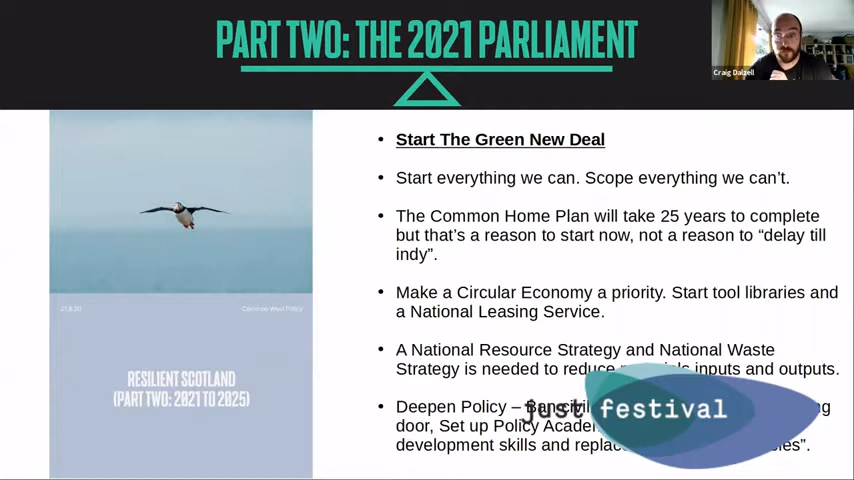 PART TWO: THE 2021 PARLIAMENT
Craig Dalzell
• Start The Green New Deal
• Start everything we can. Scope everything we can't.
• The Common Home Plan will take 25 years to complete
but that's a reason to start now, not a reason to “delay till
indy”.
• Make a Circular Economy a priority. Start tool libraries and
a National Leasing Service.
• A National Resource Strategy and National Waste
Strategy is needed to reduce inputs and outputs.
• Deepen Policy – Ban
door, Set up Policy
development skills and
just festival
21.8.20
Common Weal Policy
RESILIENT SCOTLAND
(PART TWO: 2021 TO 2025)